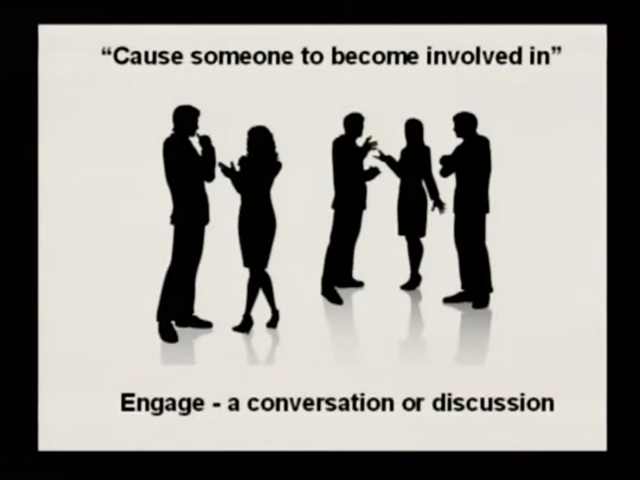 “Cause someone to become involved in”
Engage - a conversation or discussion